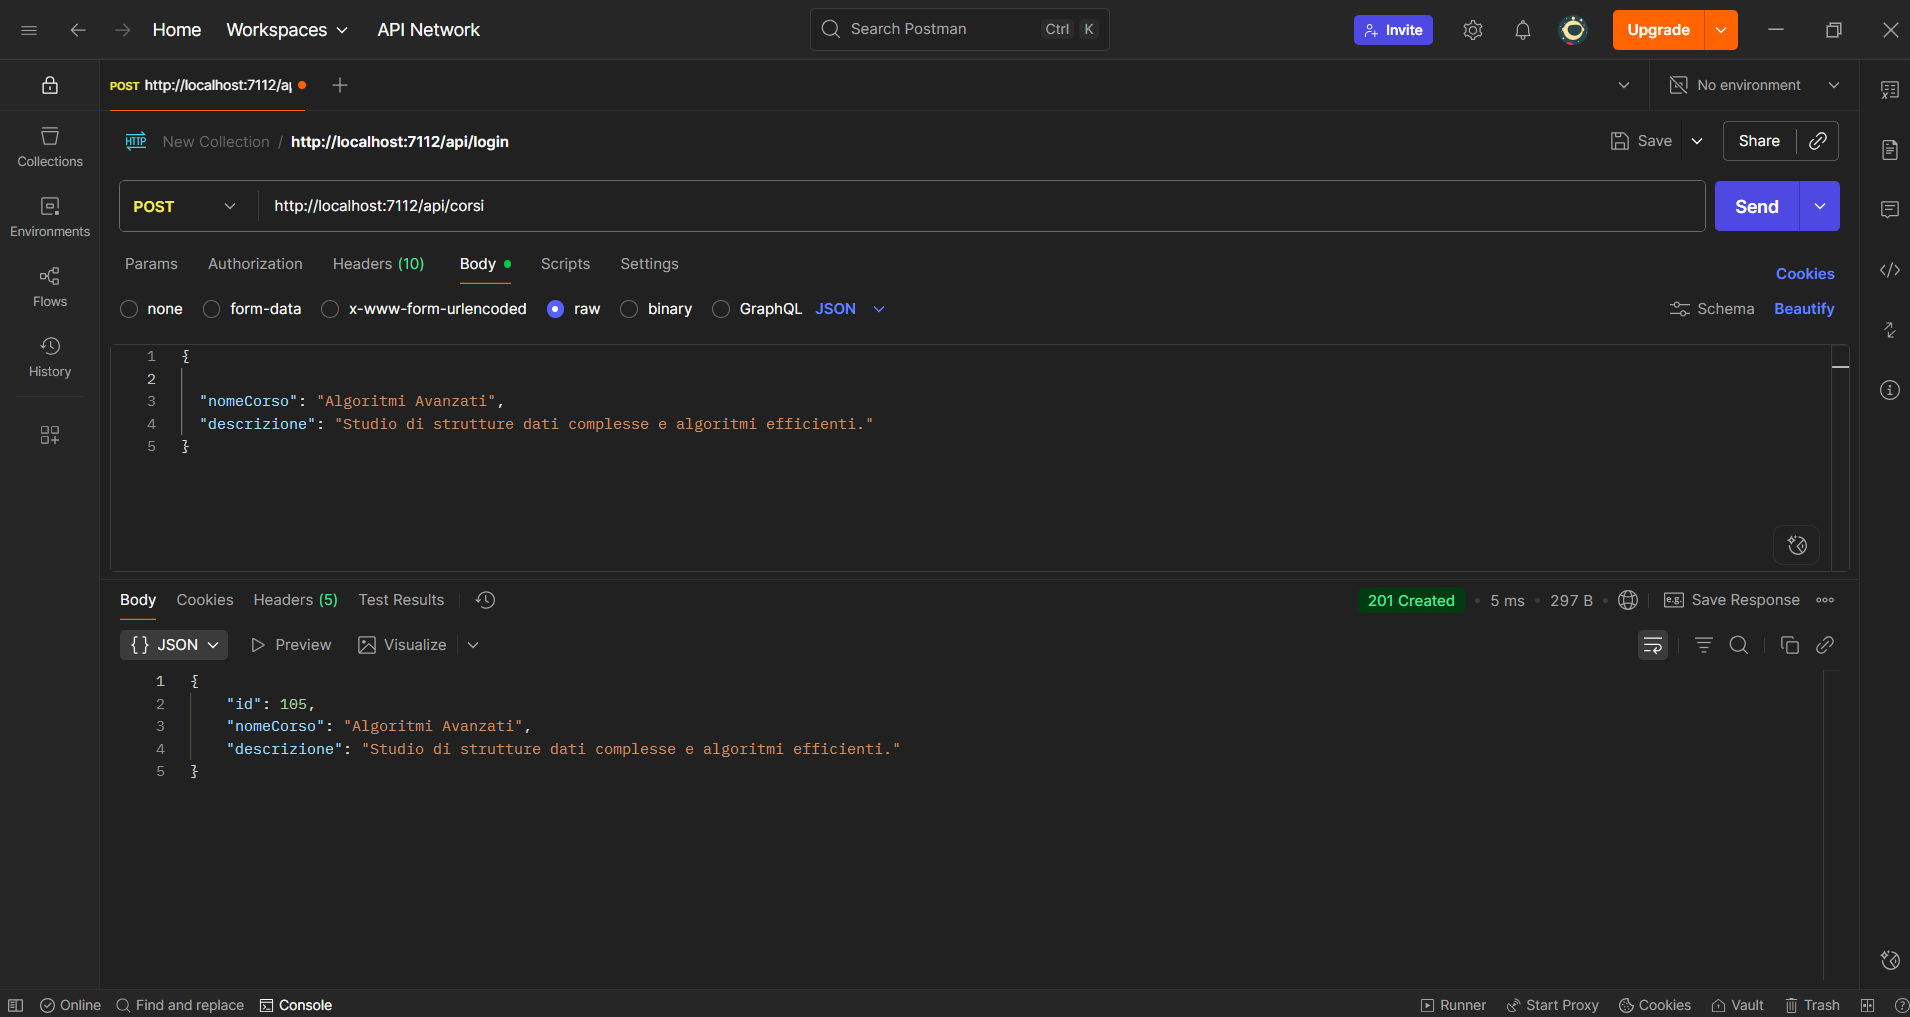 Home Workspaces API Network Search Postman Ctrl K Invite Upgrade
POST http://localhost:7112/a No environment
HTTP New Collection / http://localhost:7112/api/login Save Share
Collections
POST http://localhost:7112/api/corsi Send
Environments
Params Authorization Headers (10) Body Scripts Settings Cookies
Flows
none form-data x-www-form-urlencoded raw binary GraphQL JSON Schema Beautify
History
1 {
2
3 "nomeCorso": "Algoritmi Avanzati",
4 "descrizione": "Studio di strutture dati complesse e algoritmi efficienti."
5 }
Body Cookies Headers (5) Test Results 201 Created • 5 ms • 297 B • e.g. Save Response
{} JSON Preview Visualize
1 {
2 "id": 105,
3 "nomeCorso": "Algoritmi Avanzati",
4 "descrizione": "Studio di strutture dati complesse e algoritmi efficienti."
5 }
Online Find and replace Console Runner Start Proxy Cookies Vault Trash